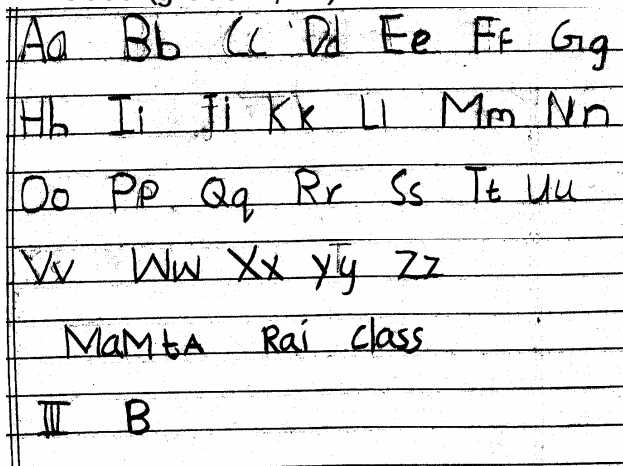 Aa Bb Cc Dd Ee Ff Gg
Hh Ii Jj Kk Ll Mm Nn
Oo Pp Qq Rr Ss Tt Uu
Vv Ww Xx Yy Zz
MaMtA Rai class
III B